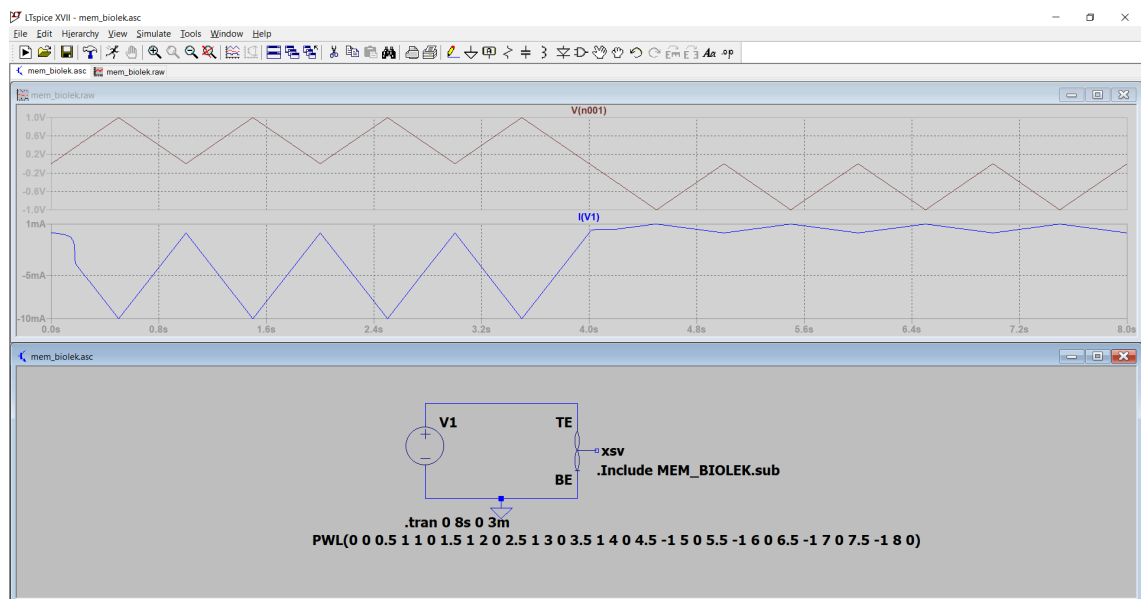 LTspice XVII - mem_biolek.asc
File Edit Hierarchy View Simulate Tools Window Help
Aa .op
mem_biolek.asc mem_biolek.raw
mem_biolek.raw
V(n001)
1.0V
0.6V
0.2V
-0.2V
-0.6V
-1.0V
I(V1)
1mA
-5mA
-10mA
0.0s 0.8s 1.6s 2.4s 3.2s 4.0s 4.8s 5.6s 6.4s 7.2s 8.0s
mem_biolek.asc
V1 TE
xsv
.Include MEM_BIOLEK.sub
BE
.tran 0 8s 0 3m
PWL(0 0 0.5 1 1 0 1.5 1 2 0 2.5 1 3 0 3.5 1 4 0 4.5 -1 5 0 5.5 -1 6 0 6.5 -1 7 0 7.5 -1 8 0)